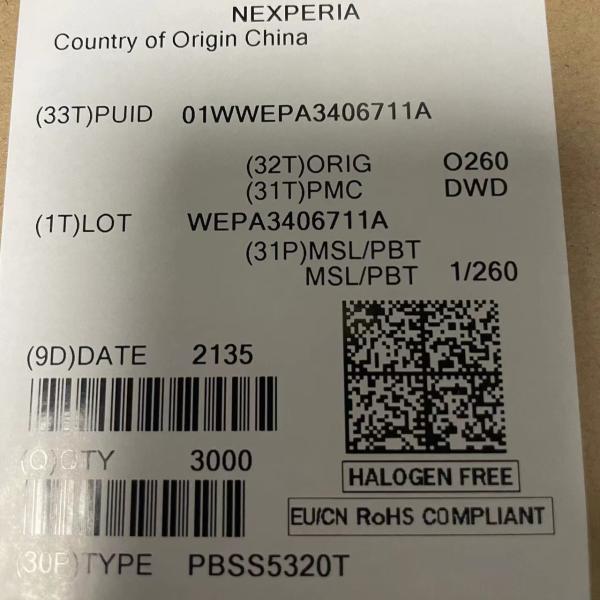 NEXPERIA
Country of Origin China
(33T)PUID 01WWEPA3406711A
(32T)ORIG O260
(31T)PMC DWD
(1T)LOT WEPA3406711A
(31P)MSL/PBT
MSL/PBT 1/260
(9D)DATE 2135
(Q)QTY 3000
HALOGEN FREE
EU/CN RoHS COMPLIANT
(30P)TYPE PBSS5320T